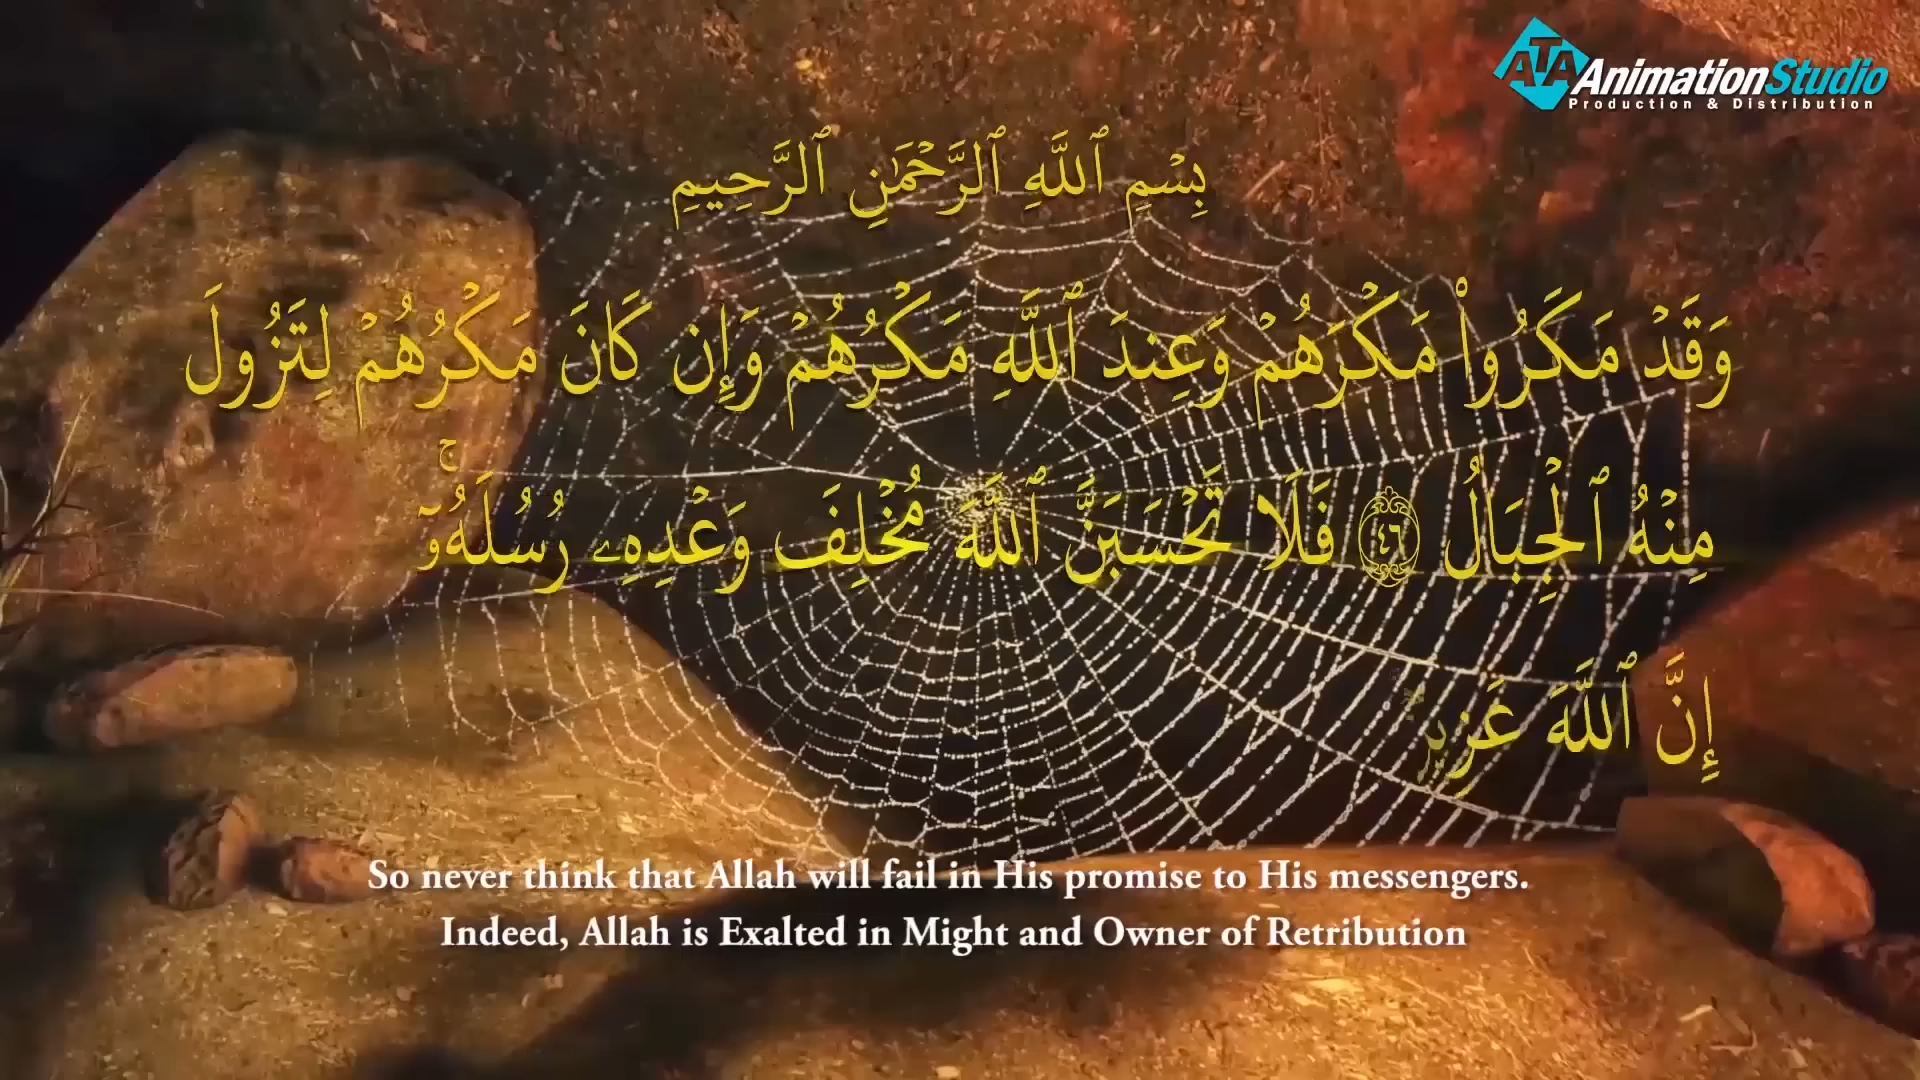 ATA AnimationStudio
Production & Distribution
بِسْمِ ٱللَّهِ ٱلرَّحْمَٰنِ ٱلرَّحِيمِ
وَقَدْ مَكَرُوا۟ مَكْرَهُمْ وَعِندَ ٱللَّهِ مَكْرُهُمْ وَإِن كَانَ مَكْرُهُمْ لِتَزُولَ
مِنْهُ ٱلْجِبَالُ ٤٦ فَلَا تَحْسَبَنَّ ٱللَّهَ مُخْلِفَ وَعْدِهِۦ رُسُلَهُۥٓ ۚ
إِنَّ ٱللَّهَ عَزِيز
So never think that Allah will fail in His promise to His messengers.
Indeed, Allah is Exalted in Might and Owner of Retribution